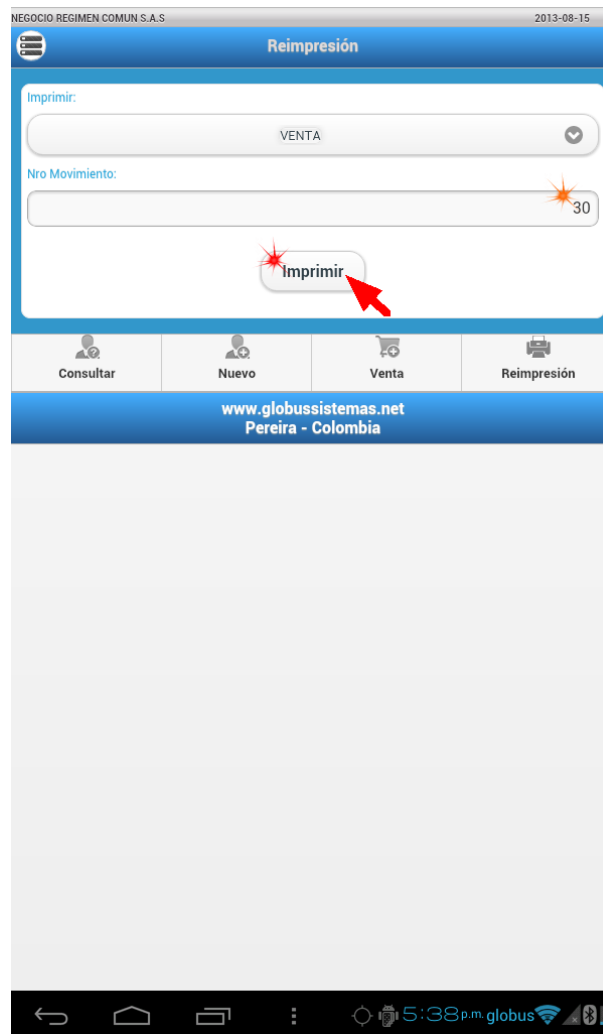 NEGOCIO REGIMEN COMUN S.A.S 2013-08-15
Reimpresión
Imprimir:
VENTA
Nro Movimiento:
30
Imprimir
Consultar Nuevo Venta Reimpresión
www.globussistemas.net
Pereira - Colombia
5:38 p.m. globus